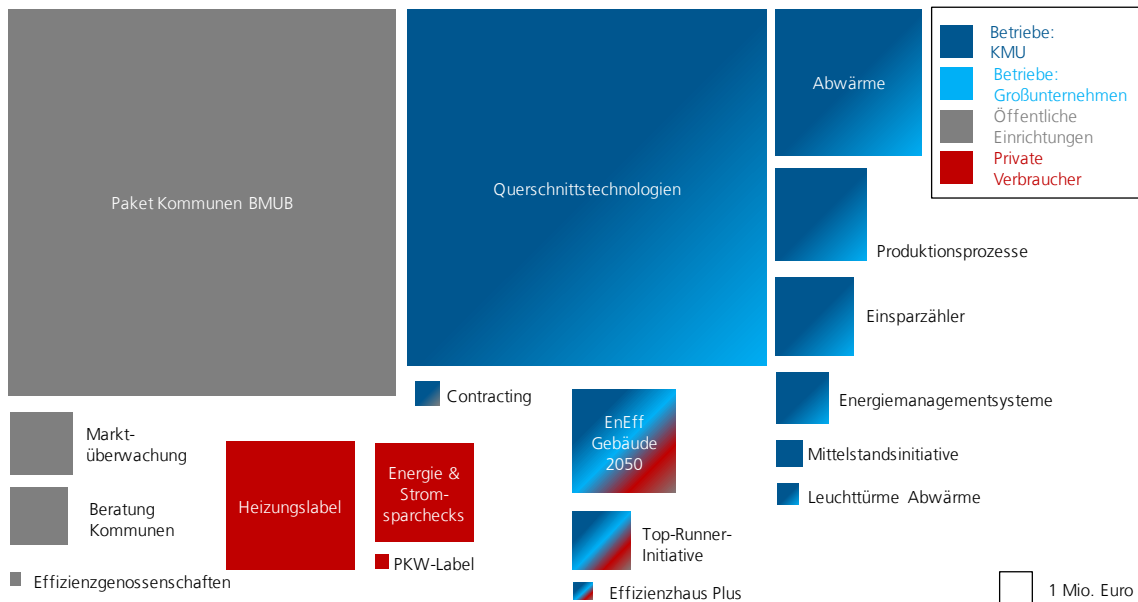 Paket Kommunen BMUB
Querschnittstechnologien
Abwärme
Betriebe:
KMU
Betriebe:
Großunternehmen
Öffentliche
Einrichtungen
Private
Verbraucher
Produktionsprozesse
Einsparzähler
Energiemanagementsysteme
Mittelstandsinitiative
Leuchttürme Abwärme
Contracting
EnEff
Gebäude
2050
Top-Runner-
Initiative
Effizienzhaus Plus
Markt-
überwachung
Beratung
Kommunen
Effizienzgenossenschaften
Heizungslabel
Energie &
Strom-
sparchecks
PKW-Label
1 Mio. Euro